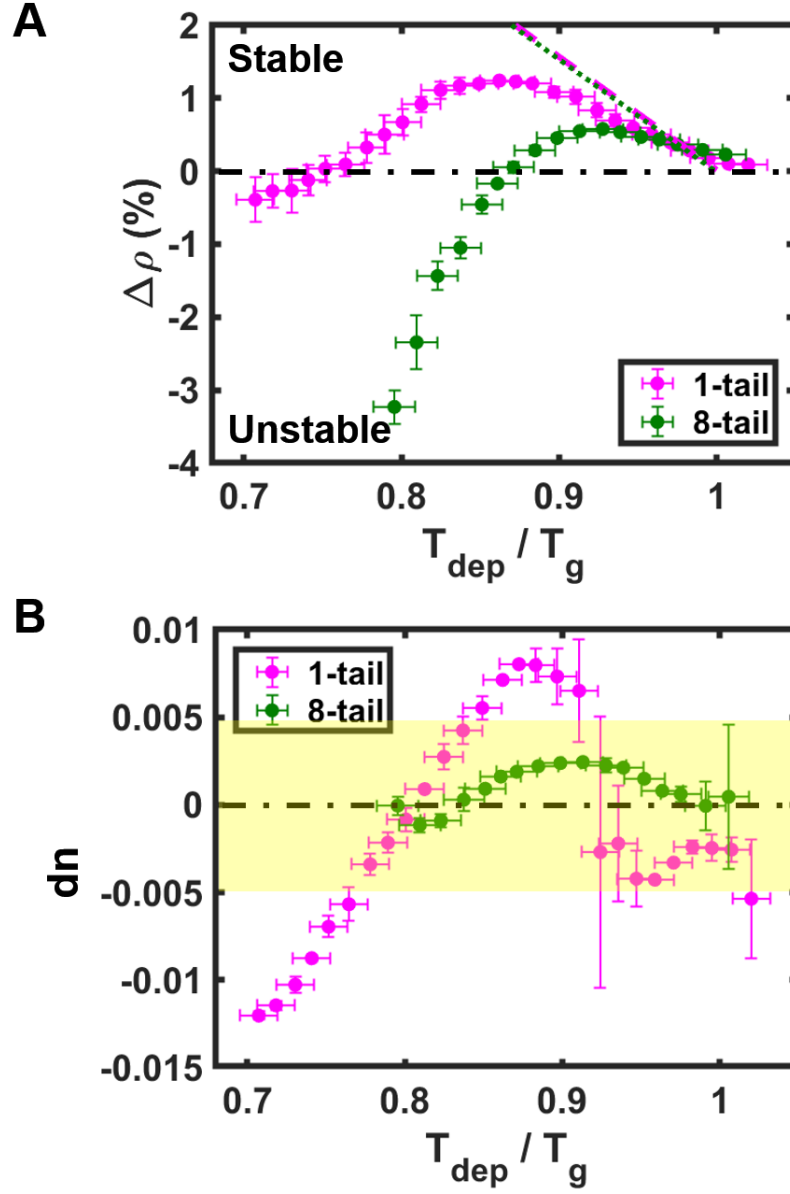 A
Stable
Unstable
2
1
0
-1
-2
-3
-4
Δρ (%)
1-tail
8-tail
0.7
0.8
0.9
1
T_dep / T_g
B
1-tail
8-tail
0.01
0.005
0
-0.005
-0.01
-0.015
dn
0.7
0.8
0.9
1
T_dep / T_g